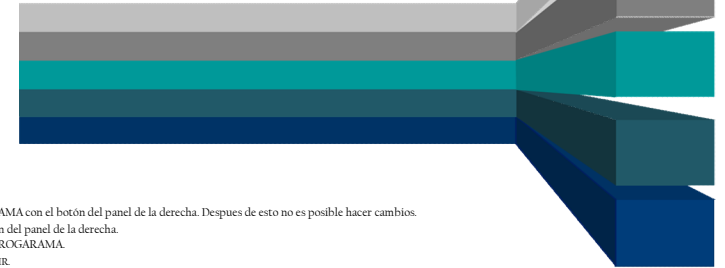 AMA con el botón del panel de la derecha. Despues de esto no es posible hacer cambios.
n del panel de la derecha.
ROGARAMA.
IR.